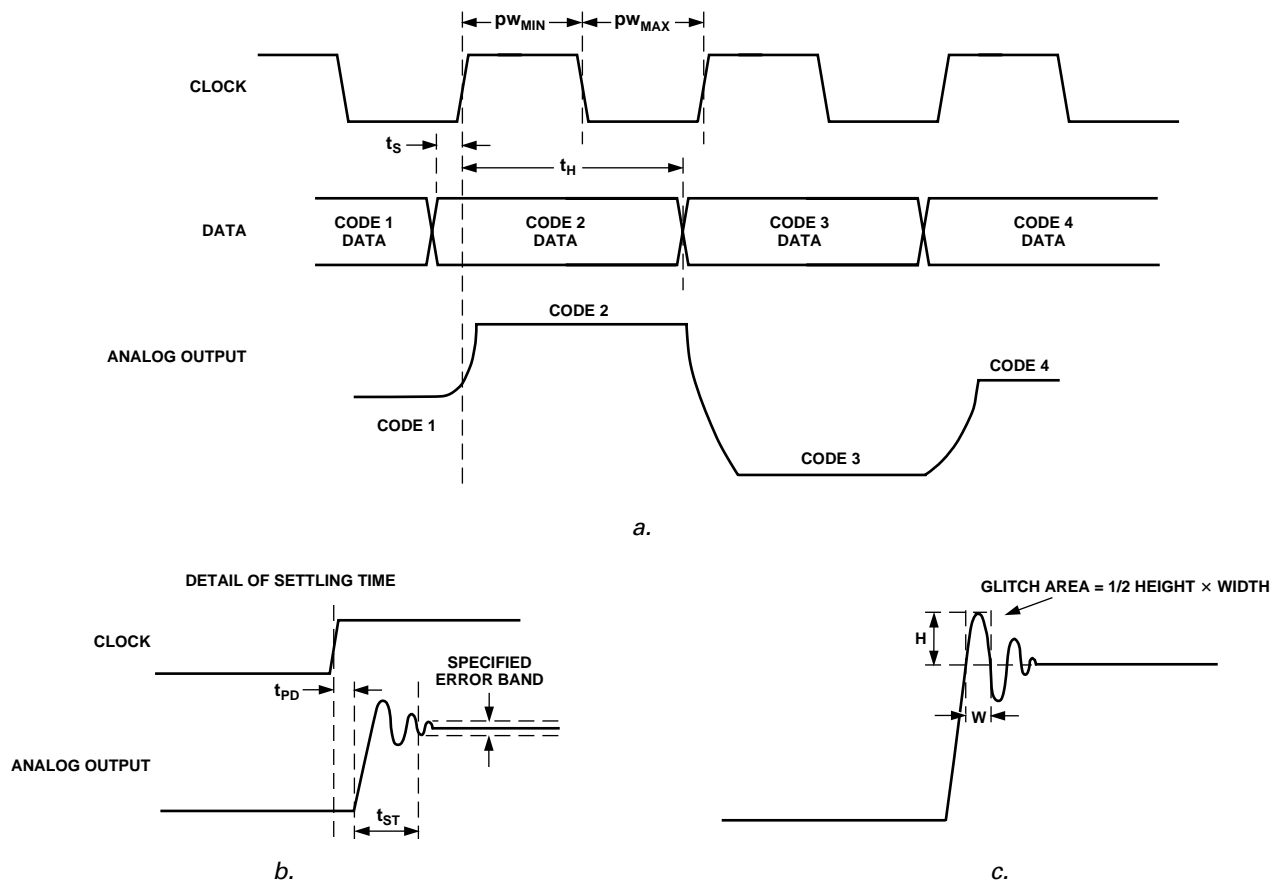 pwMIN
pwMAX
CLOCK
tS
tH
DATA
CODE 1
DATA
CODE 2
DATA
CODE 3
DATA
CODE 4
DATA
ANALOG OUTPUT
CODE 2
CODE 4
CODE 1
CODE 3
a.
DETAIL OF SETTLING TIME
CLOCK
SPECIFIED
ERROR BAND
tPD
ANALOG OUTPUT
tST
b.
GLITCH AREA = 1/2 HEIGHT × WIDTH
H
W
c.